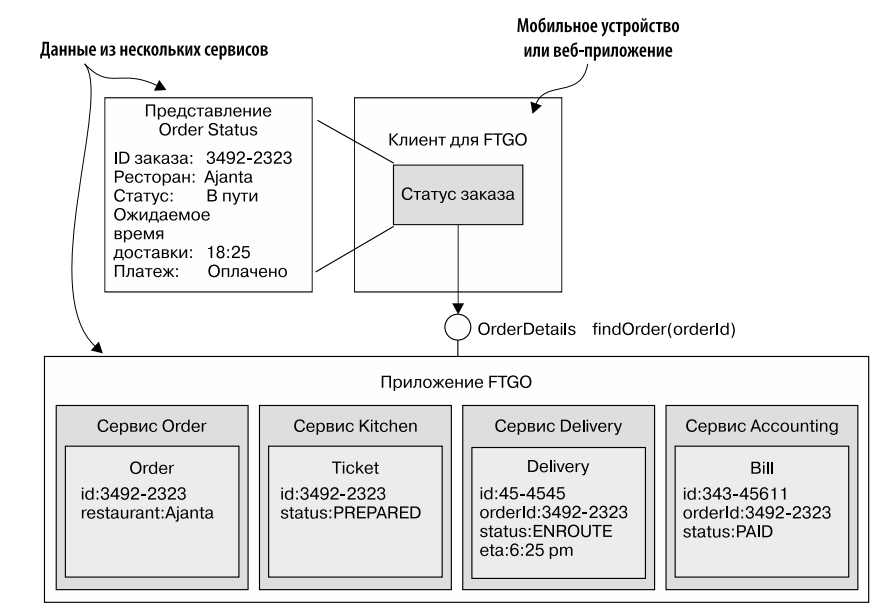 Данные из нескольких сервисов
Мобильное устройство
или веб-приложение
Представление
Order Status
ID заказа: 3492-2323
Ресторан: Ajanta
Статус: В пути
Ожидаемое
время
доставки: 18:25
Платеж: Оплачено
Клиент для FTGO
Статус заказа
OrderDetails findOrder(orderId)
Приложение FTGO
Сервис Order
Order
id:3492-2323
restaurant:Ajanta
Сервис Kitchen
Ticket
id:3492-2323
status:PREPARED
Сервис Delivery
Delivery
id:45-4545
orderId:3492-2323
status:ENROUTE
eta:6:25 pm
Сервис Accounting
Bill
id:343-45611
orderId:3492-2323
status:PAID